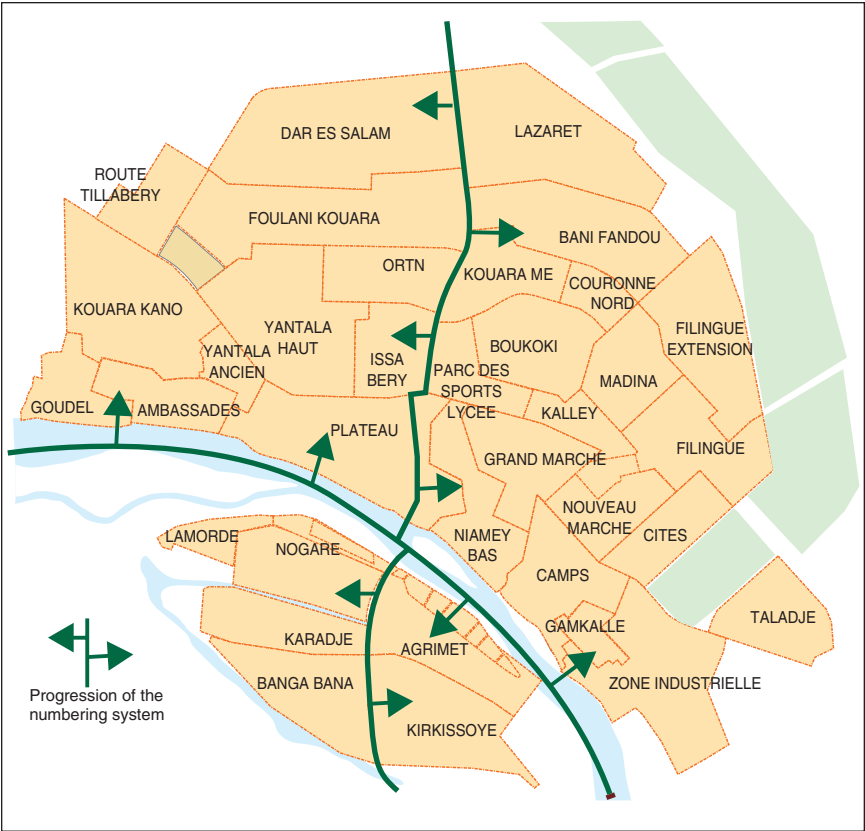 DAR ES SALAM
LAZARET
ROUTE
TILLABERY
FOULANI KOUARA
BANI FANDOU
ORTN
KOUARA ME
COURONNE
NORD
KOUARA KANO
YANTALA
HAUT
YANTALA
ANCIEN
ISSA
BERY
PARC DES
SPORTS
LYCEE
BOUKOKI
FILINGUE
EXTENSION
MADINA
GOUDEL
AMBASSADES
PLATEAU
KALLEY
GRAND MARCHE
FILINGUE
NOUVEAU
MARCHE
CITES
NIAMEY
BAS
LAMORDE
NOGARE
CAMPS
TALADJE
GAMKALLE
KARADJE
AGRIMET
BANGA BANA
ZONE INDUSTRIELLE
KIRKISSOYE
Progression of the
numbering system